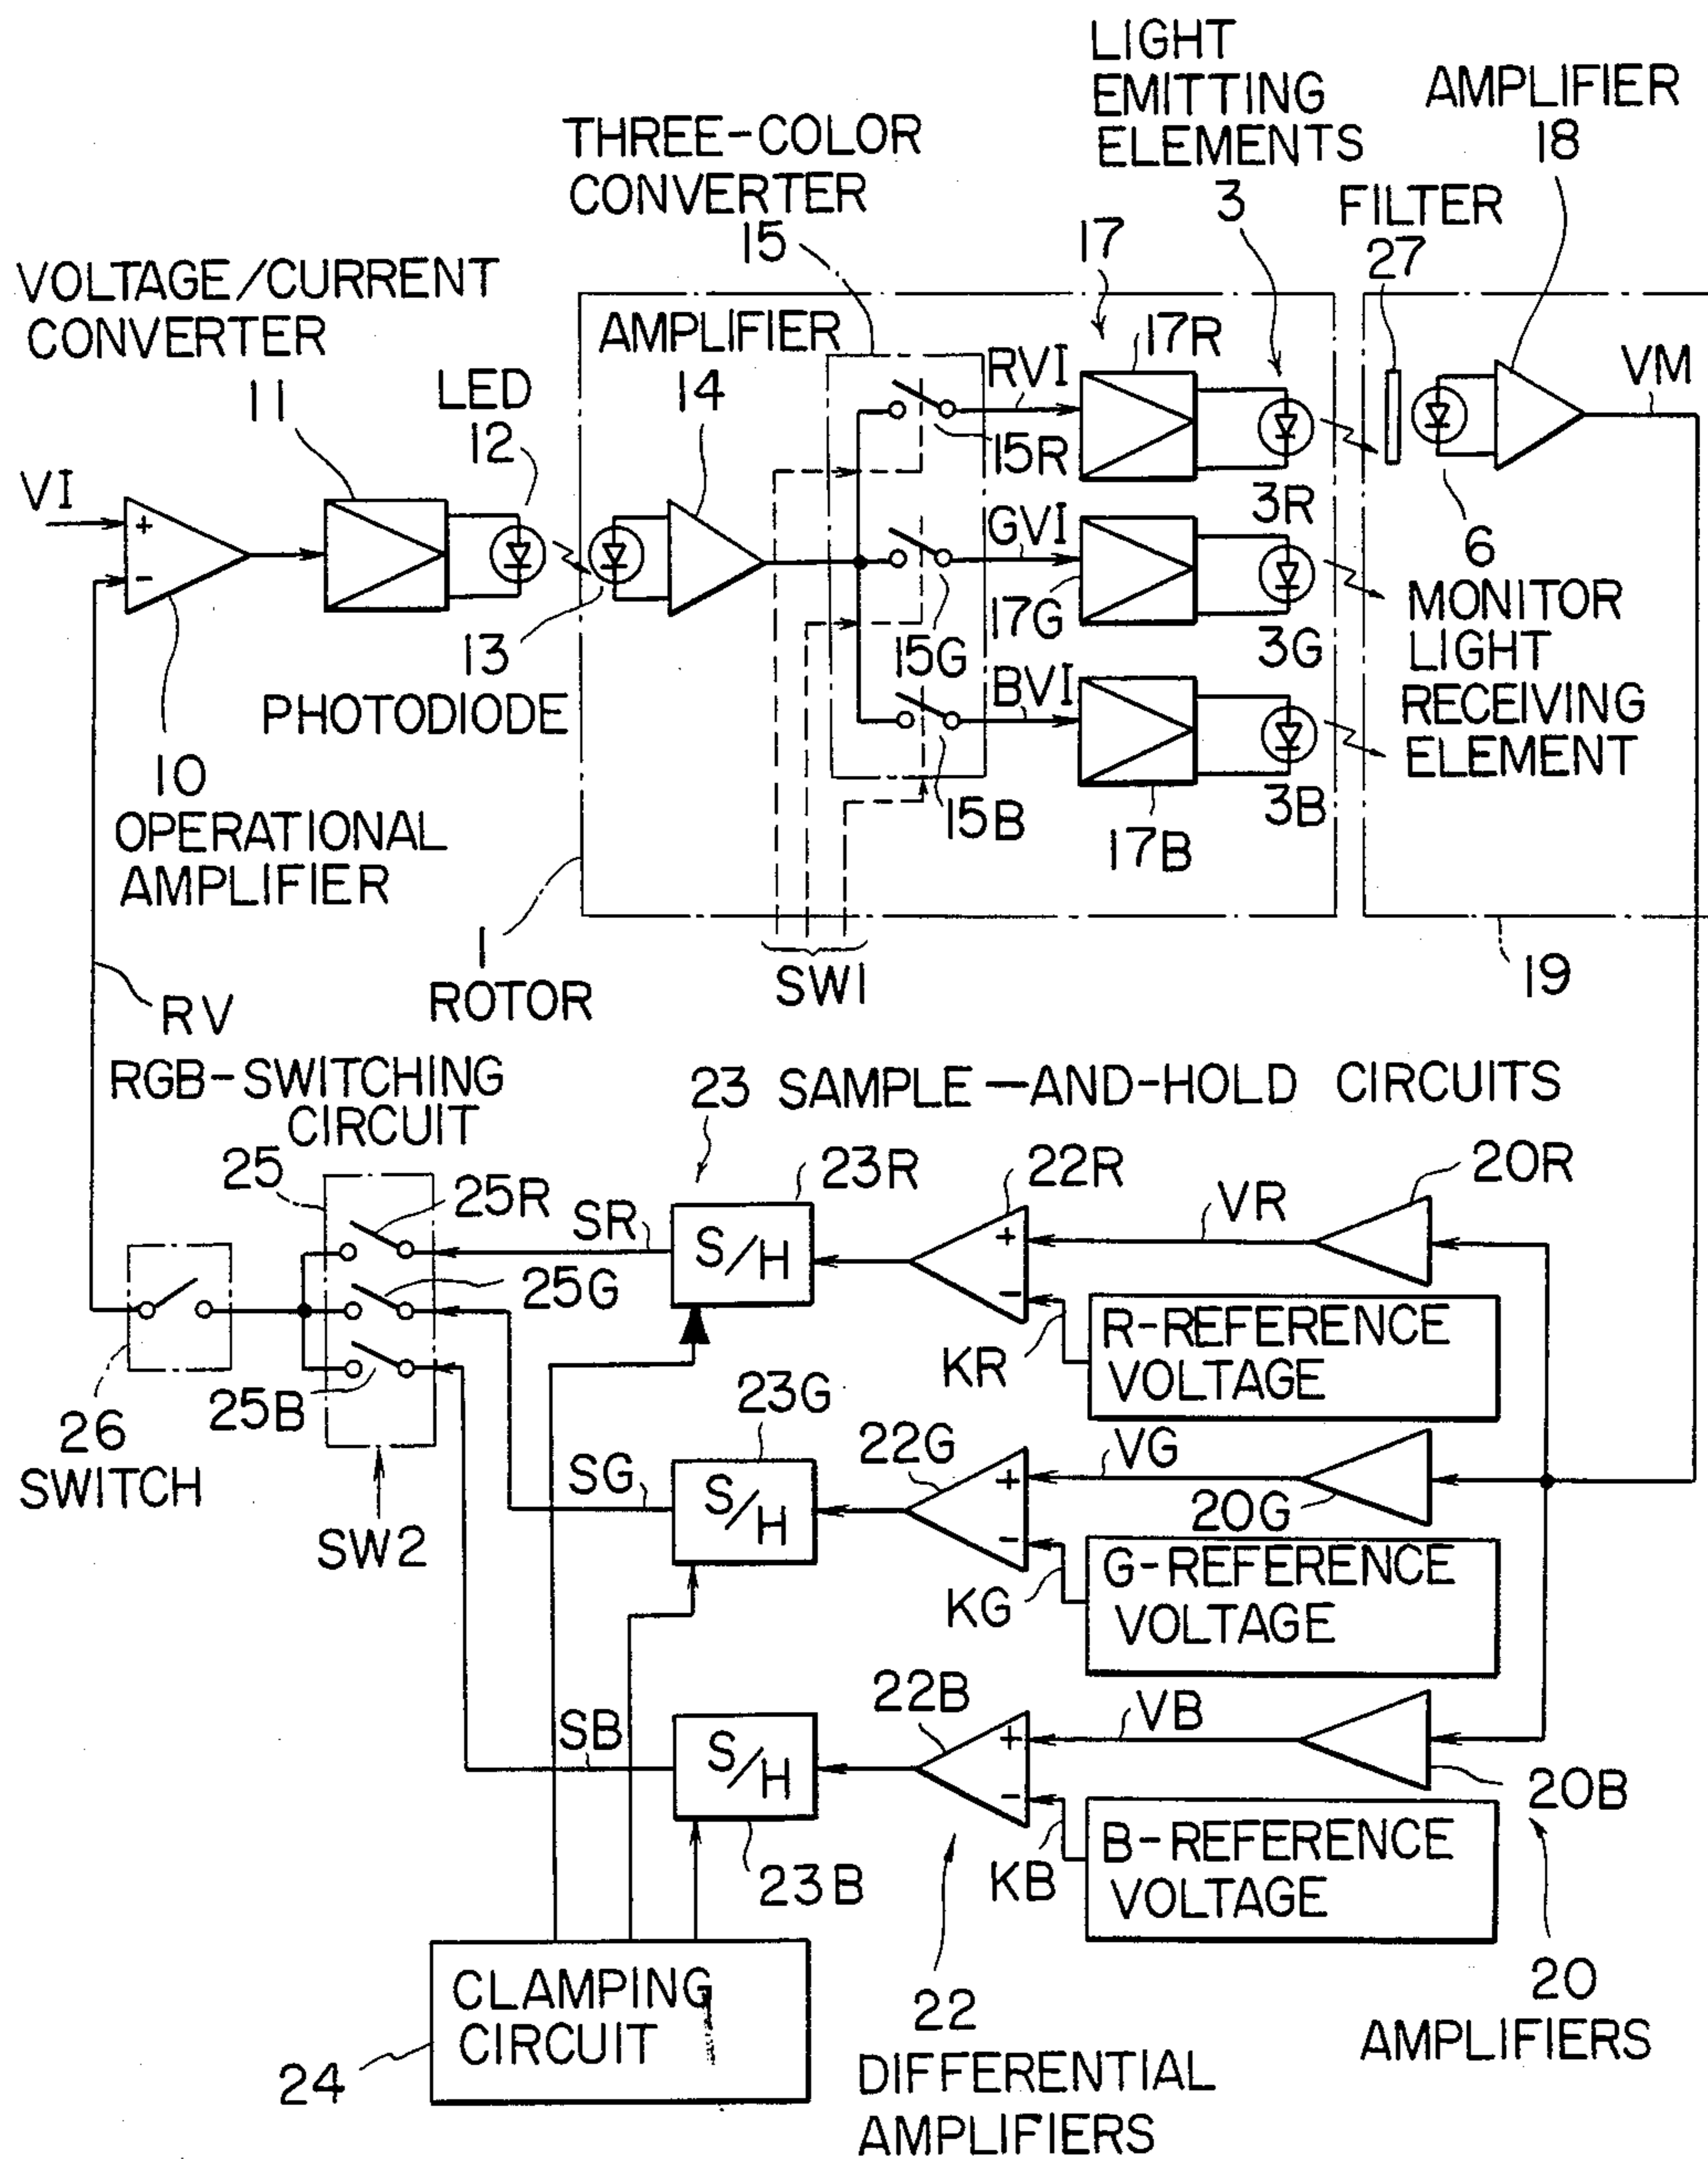 LIGHT
EMITTING
ELEMENTS
3
AMPLIFIER
18
THREE-COLOR
CONVERTER
15
17
FILTER
27
VOLTAGE/CURRENT
CONVERTER
11
LED
12
AMPLIFIER
14
RVI
17R
VM
15R
3R
VI
+
-
GVI
17G
15G
3G
6
MONITOR
LIGHT
RECEIVING
ELEMENT
13
PHOTODIODE
BVI
15B
17B
3B
10
OPERATIONAL
AMPLIFIER
1
ROTOR
SW1
19
RV
RGB-SWITCHING
CIRCUIT
25
25R
25G
25B
26
SWITCH
SW2
23 SAMPLE-AND-HOLD CIRCUITS
SR
23R
S/H
22R
+
-
VR
20R
KR
R-REFERENCE
VOLTAGE
SG
23G
S/H
22G
+
-
VG
20G
KG
G-REFERENCE
VOLTAGE
SB
S/H
23B
22B
+
-
VB
20B
KB
B-REFERENCE
VOLTAGE
CLAMPING
CIRCUIT
24
22
DIFFERENTIAL
AMPLIFIERS
20
AMPLIFIERS